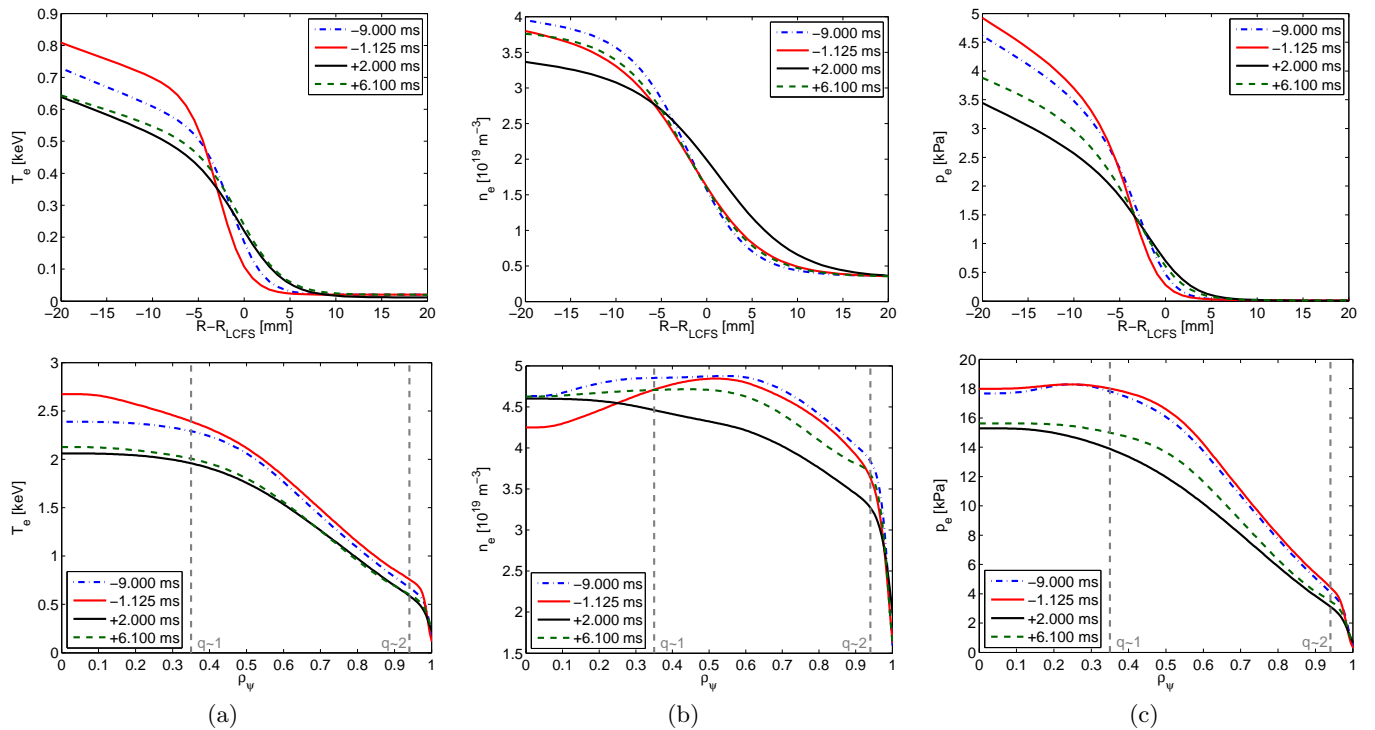 0.9
0.8
0.7
0.6
0.5
0.4
0.3
0.2
0.1
0
T_e [keV]
−20 −15 −10 −5 0 5 10 15 20
R−R_LCFS [mm]
−9.000 ms
−1.125 ms
+2.000 ms
+6.100 ms
4
3.5
3
2.5
2
1.5
1
0.5
0
n_e [10^19 m^−3]
−20 −15 −10 −5 0 5 10 15 20
R−R_LCFS [mm]
−9.000 ms
−1.125 ms
+2.000 ms
+6.100 ms
5
4.5
4
3.5
3
2.5
2
1.5
1
0.5
0
p_e [kPa]
−20 −15 −10 −5 0 5 10 15 20
R−R_LCFS [mm]
−9.000 ms
−1.125 ms
+2.000 ms
+6.100 ms
3
2.5
2
1.5
1
0.5
0
T_e [keV]
−9.000 ms
−1.125 ms
+2.000 ms
+6.100 ms
q~1
q~2
0 0.1 0.2 0.3 0.4 0.5 0.6 0.7 0.8 0.9 1
ρ_ψ
(a)
5
4.5
4
3.5
3
2.5
2
1.5
n_e [10^19 m^−3]
−9.000 ms
−1.125 ms
+2.000 ms
+6.100 ms
q~1
q~2
0 0.1 0.2 0.3 0.4 0.5 0.6 0.7 0.8 0.9 1
ρ_ψ
(b)
20
18
16
14
12
10
8
6
4
2
0
p_e [kPa]
−9.000 ms
−1.125 ms
+2.000 ms
+6.100 ms
q~1
q~2
0 0.1 0.2 0.3 0.4 0.5 0.6 0.7 0.8 0.9 1
ρ_ψ
(c)